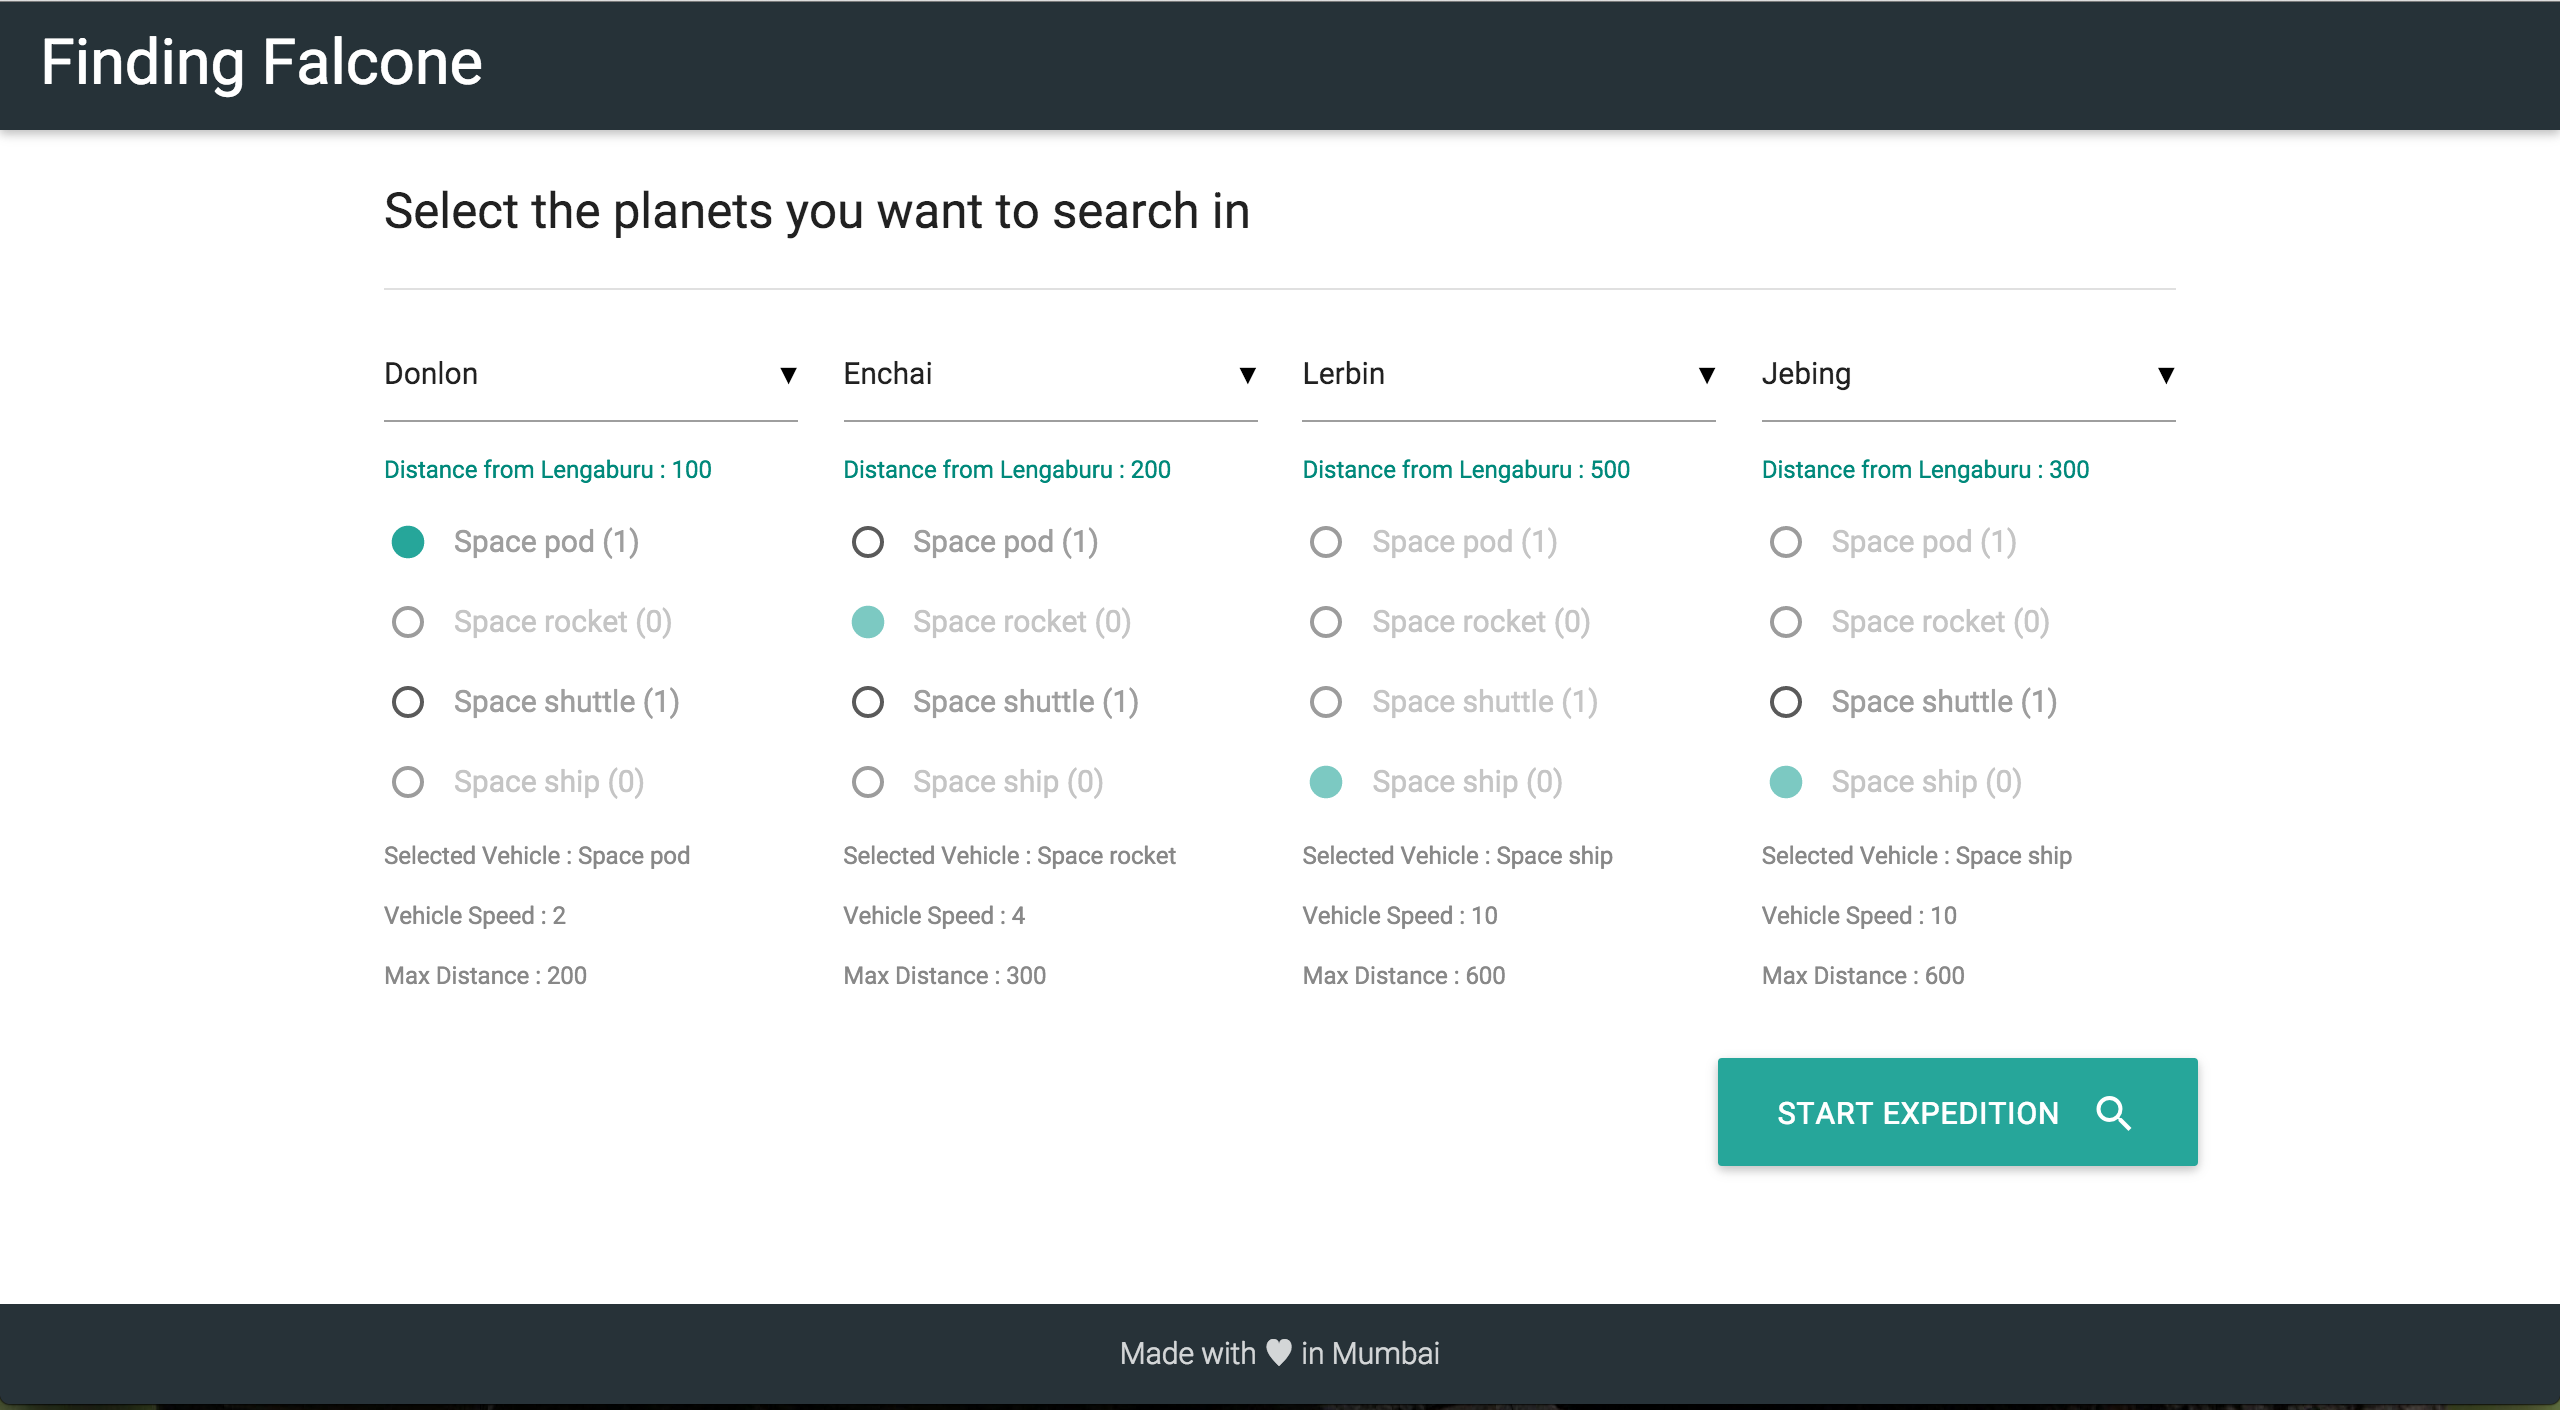 Finding Falcone
Select the planets you want to search in
Donlon ▼
Distance from Lengaburu : 100
Space pod (1)
Space rocket (0)
Space shuttle (1)
Space ship (0)
Selected Vehicle : Space pod
Vehicle Speed : 2
Max Distance : 200
Enchai ▼
Distance from Lengaburu : 200
Space pod (1)
Space rocket (0)
Space shuttle (1)
Space ship (0)
Selected Vehicle : Space rocket
Vehicle Speed : 4
Max Distance : 300
Lerbin ▼
Distance from Lengaburu : 500
Space pod (1)
Space rocket (0)
Space shuttle (1)
Space ship (0)
Selected Vehicle : Space ship
Vehicle Speed : 10
Max Distance : 600
Jebing ▼
Distance from Lengaburu : 300
Space pod (1)
Space rocket (0)
Space shuttle (1)
Space ship (0)
Selected Vehicle : Space ship
Vehicle Speed : 10
Max Distance : 600
START EXPEDITION
Made with ♥ in Mumbai